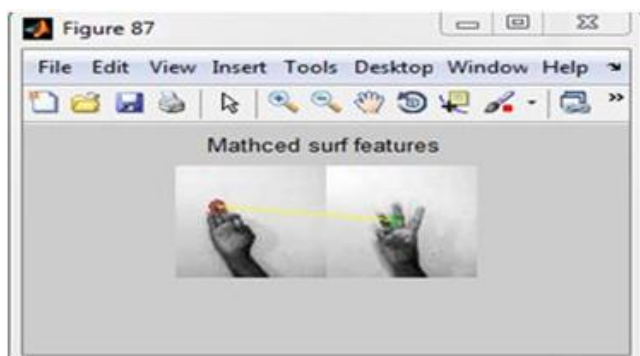 Figure 87
File Edit View Insert Tools Desktop Window Help
Mathced surf features